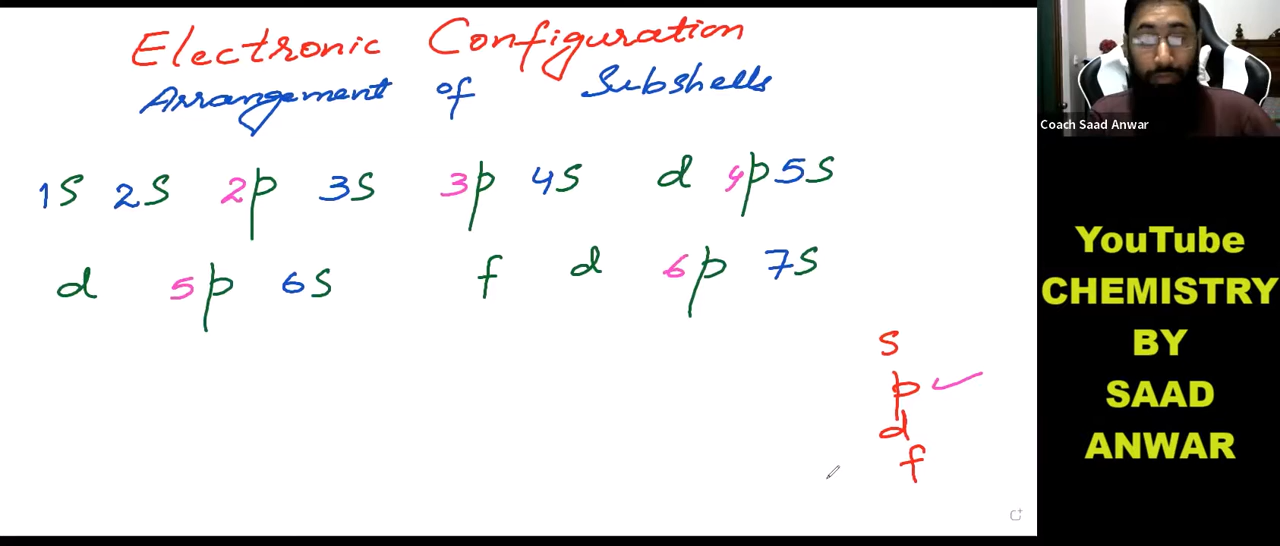 Electronic Configuration
Arrangement of Subshells
1s 2s 2p 3s 3p 4s d 4p 5s
d 5p 6s f d 6p 7s
s
p
d
f
Coach Saad Anwar
YouTube
CHEMISTRY
BY
SAAD
ANWAR